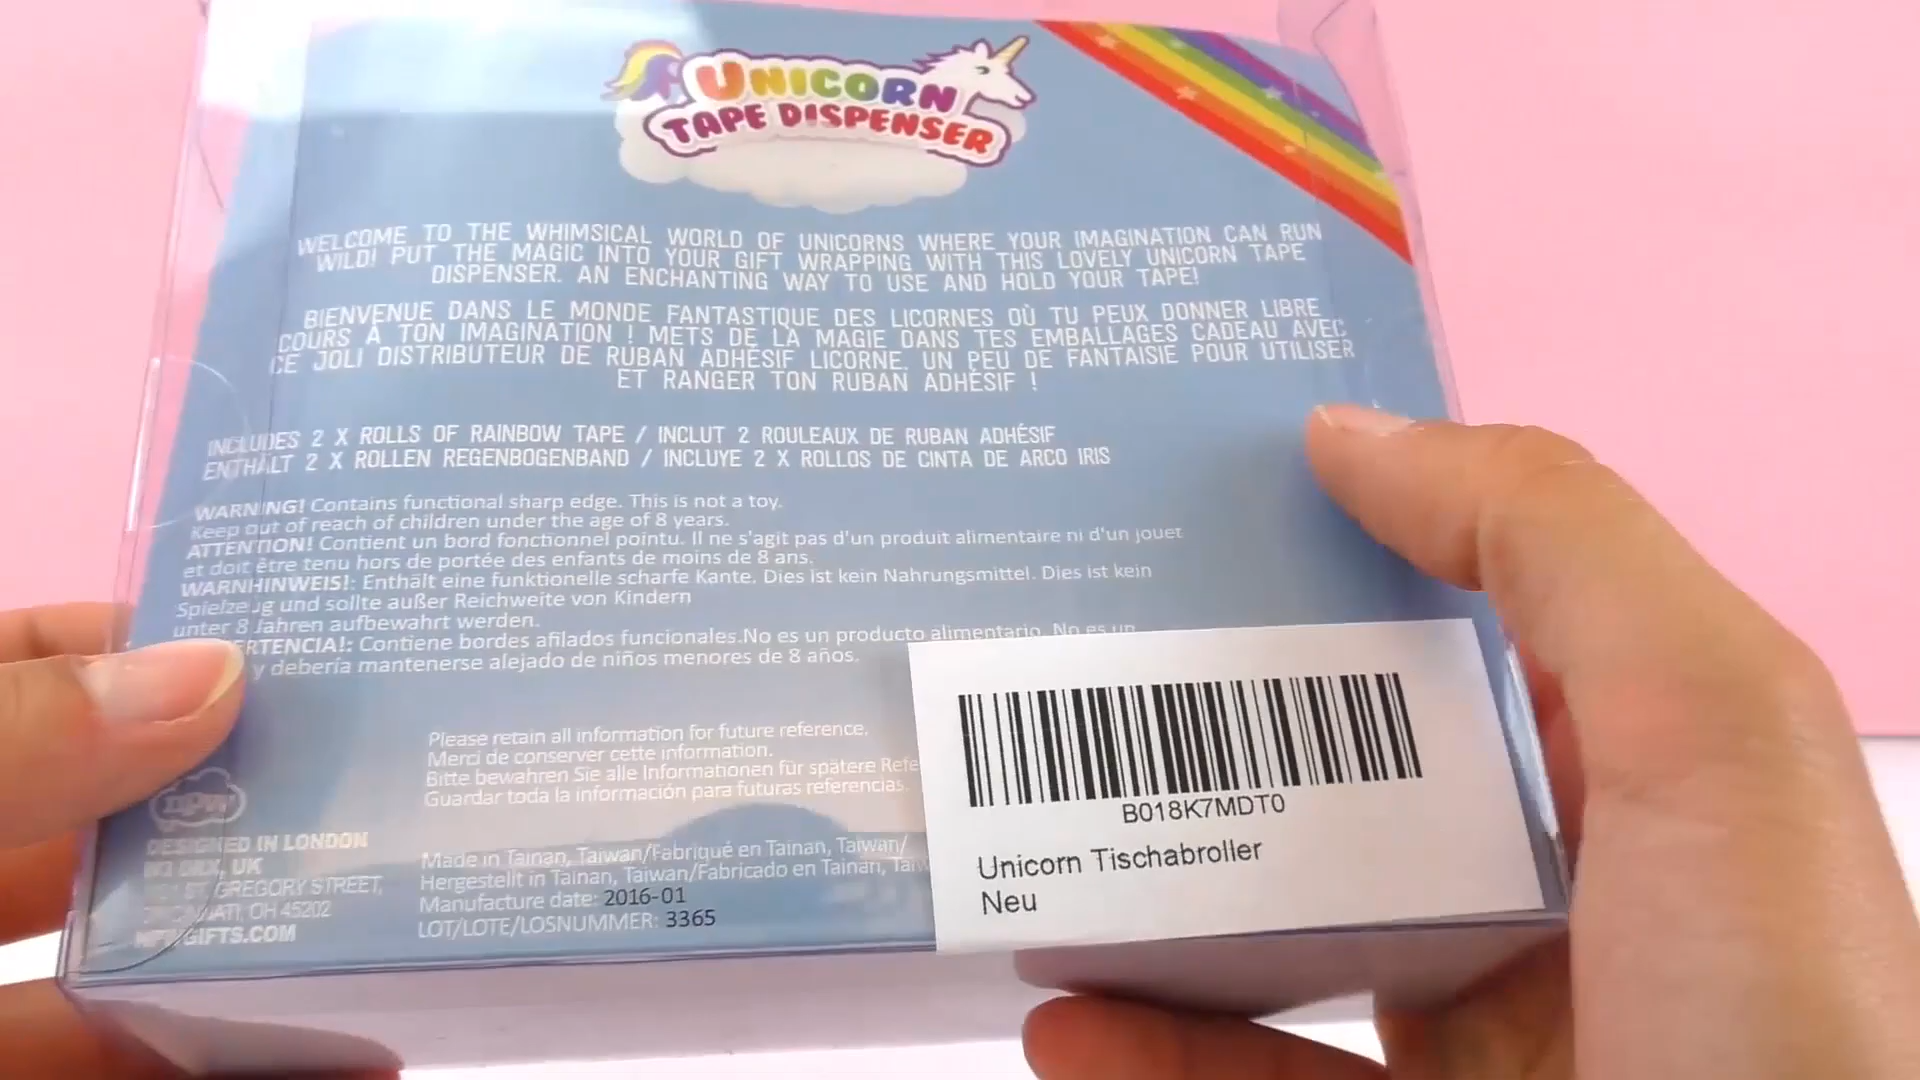 UNICORN
TAPE DISPENSER
WELCOME TO THE WHIMSICAL WORLD OF UNICORNS WHERE YOUR IMAGINATION CAN RUN
WILD! PUT THE MAGIC INTO YOUR GIFT WRAPPING WITH THIS LOVELY UNICORN TAPE
DISPENSER. AN ENCHANTING WAY TO USE AND HOLD YOUR TAPE!
BIENVENUE DANS LE MONDE FANTASTIQUE DES LICORNES OÙ TU PEUX DONNER LIBRE
COURS À TON IMAGINATION ! METS DE LA MAGIE DANS TES EMBALLAGES CADEAU AVEC
CE JOLI DISTRIBUTEUR DE RUBAN ADHÉSIF LICORNE. UN PEU DE FANTAISIE POUR UTILISER
ET RANGER TON RUBAN ADHÉSIF !
INCLUDES 2 X ROLLS OF RAINBOW TAPE / INCLUT 2 ROULEAUX DE RUBAN ADHÉSIF
ENTHÄLT 2 X ROLLEN REGENBOGENBAND / INCLUYE 2 X ROLLOS DE CINTA DE ARCO IRIS
WARNING! Contains functional sharp edge. This is not a toy.
Keep out of reach of children under the age of 8 years.
ATTENTION! Contient un bord fonctionnel pointu. Il ne s'agit pas d'un produit alimentaire ni d'un jouet
et doit être tenu hors de portée des enfants de moins de 8 ans.
WARNHINWEIS!: Enthält eine funktionelle scharfe Kante. Dies ist kein Nahrungsmittel. Dies ist kein
Spielzeug und sollte außer Reichweite von Kindern
unter 8 Jahren aufbewahrt werden.
RTENCIA!: Contiene bordes afilados funcionales.No es un producto alimentario. No es un
y debería mantenerse alejado de niños menores de 8 años.
Please retain all information for future reference.
Merci de conserver cette information.
Bitte bewahren Sie alle Informationen für spätere Refe
Guardar toda la información para futuras referencias.
npw
DESIGNED IN LONDON
UK
GREGORY STREET,
OH 45202
GIFTS.COM
Made in Tainan, Taiwan/Fabriqué en Tainan, Taiwan/
Hergestellt in Tainan, Taiwan/Fabricado en Tainan, Taiw
Manufacture date: 2016-01
LOT/LOTE/LOSNUMMER: 3365
B018K7MDT0
Unicorn Tischabroller
Neu